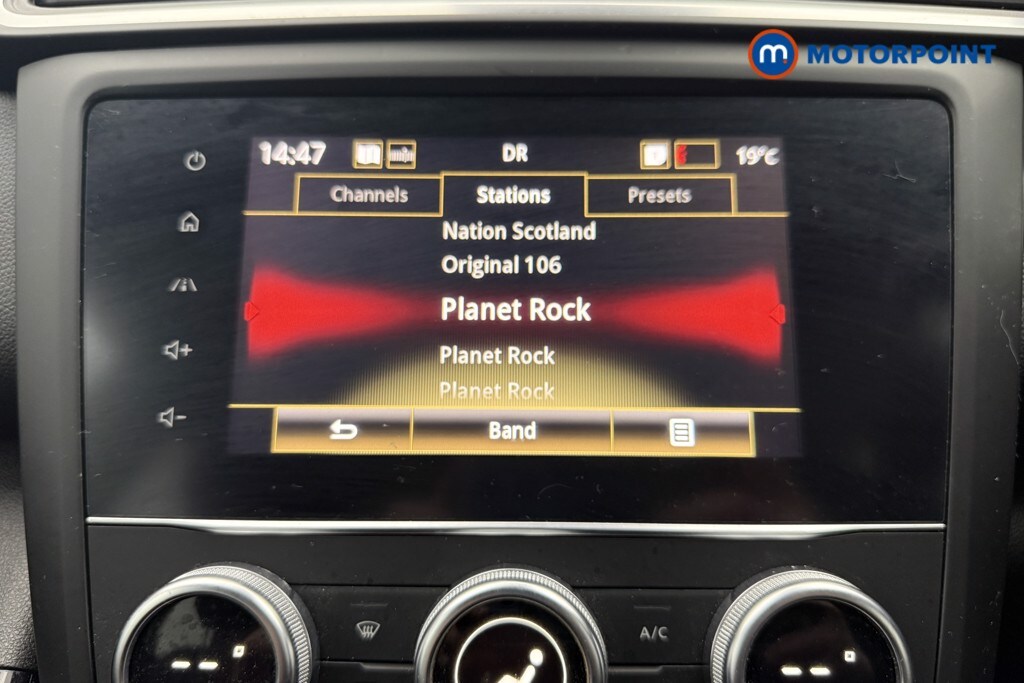 MOTORPOINT
14:47 DR 19°C
Channels Stations Presets
Nation Scotland
Original 106
Planet Rock
Planet Rock
Planet Rock
Band
A/C